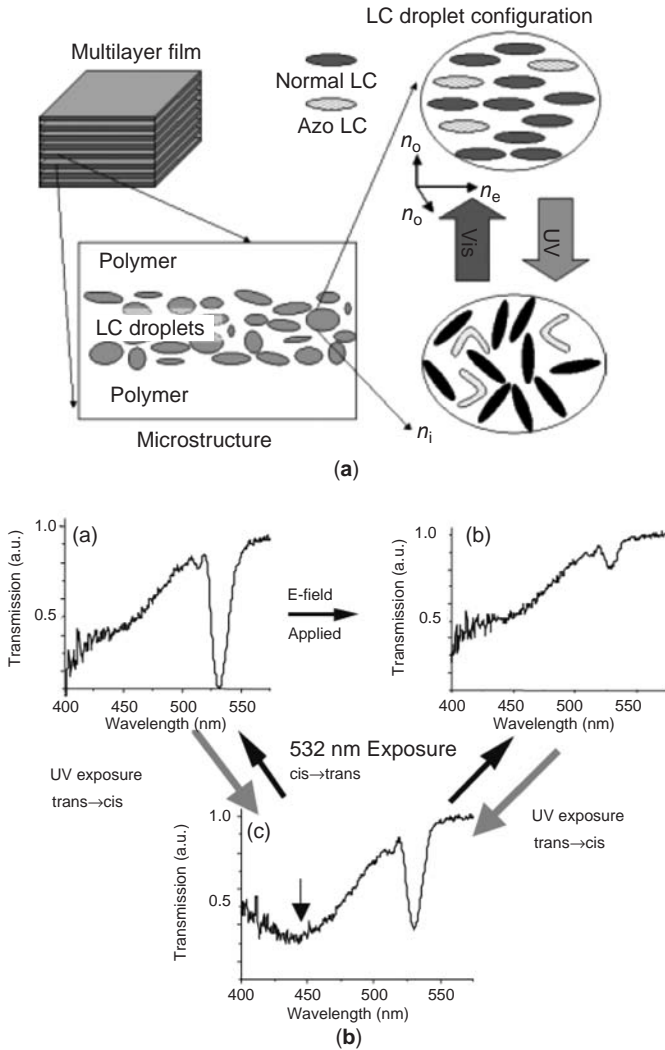 LC droplet configuration
Multilayer film
Normal LC
Azo LC
n_o
n_e
n_o
Vis
UV
Polymer
LC droplets
Polymer
n_i
Microstructure
(a)
(a)
Transmission (a.u.)
1.0
0.5
400 450 500 550
Wavelength (nm)
E-field
Applied
(b)
Transmission (a.u.)
1.0
0.5
400 450 500 550
Wavelength (nm)
532 nm Exposure
cis→trans
UV exposure
trans→cis
UV exposure
trans→cis
(c)
Transmission (a.u.)
1.0
0.5
400 450 500 550
Wavelength (nm)
(b)